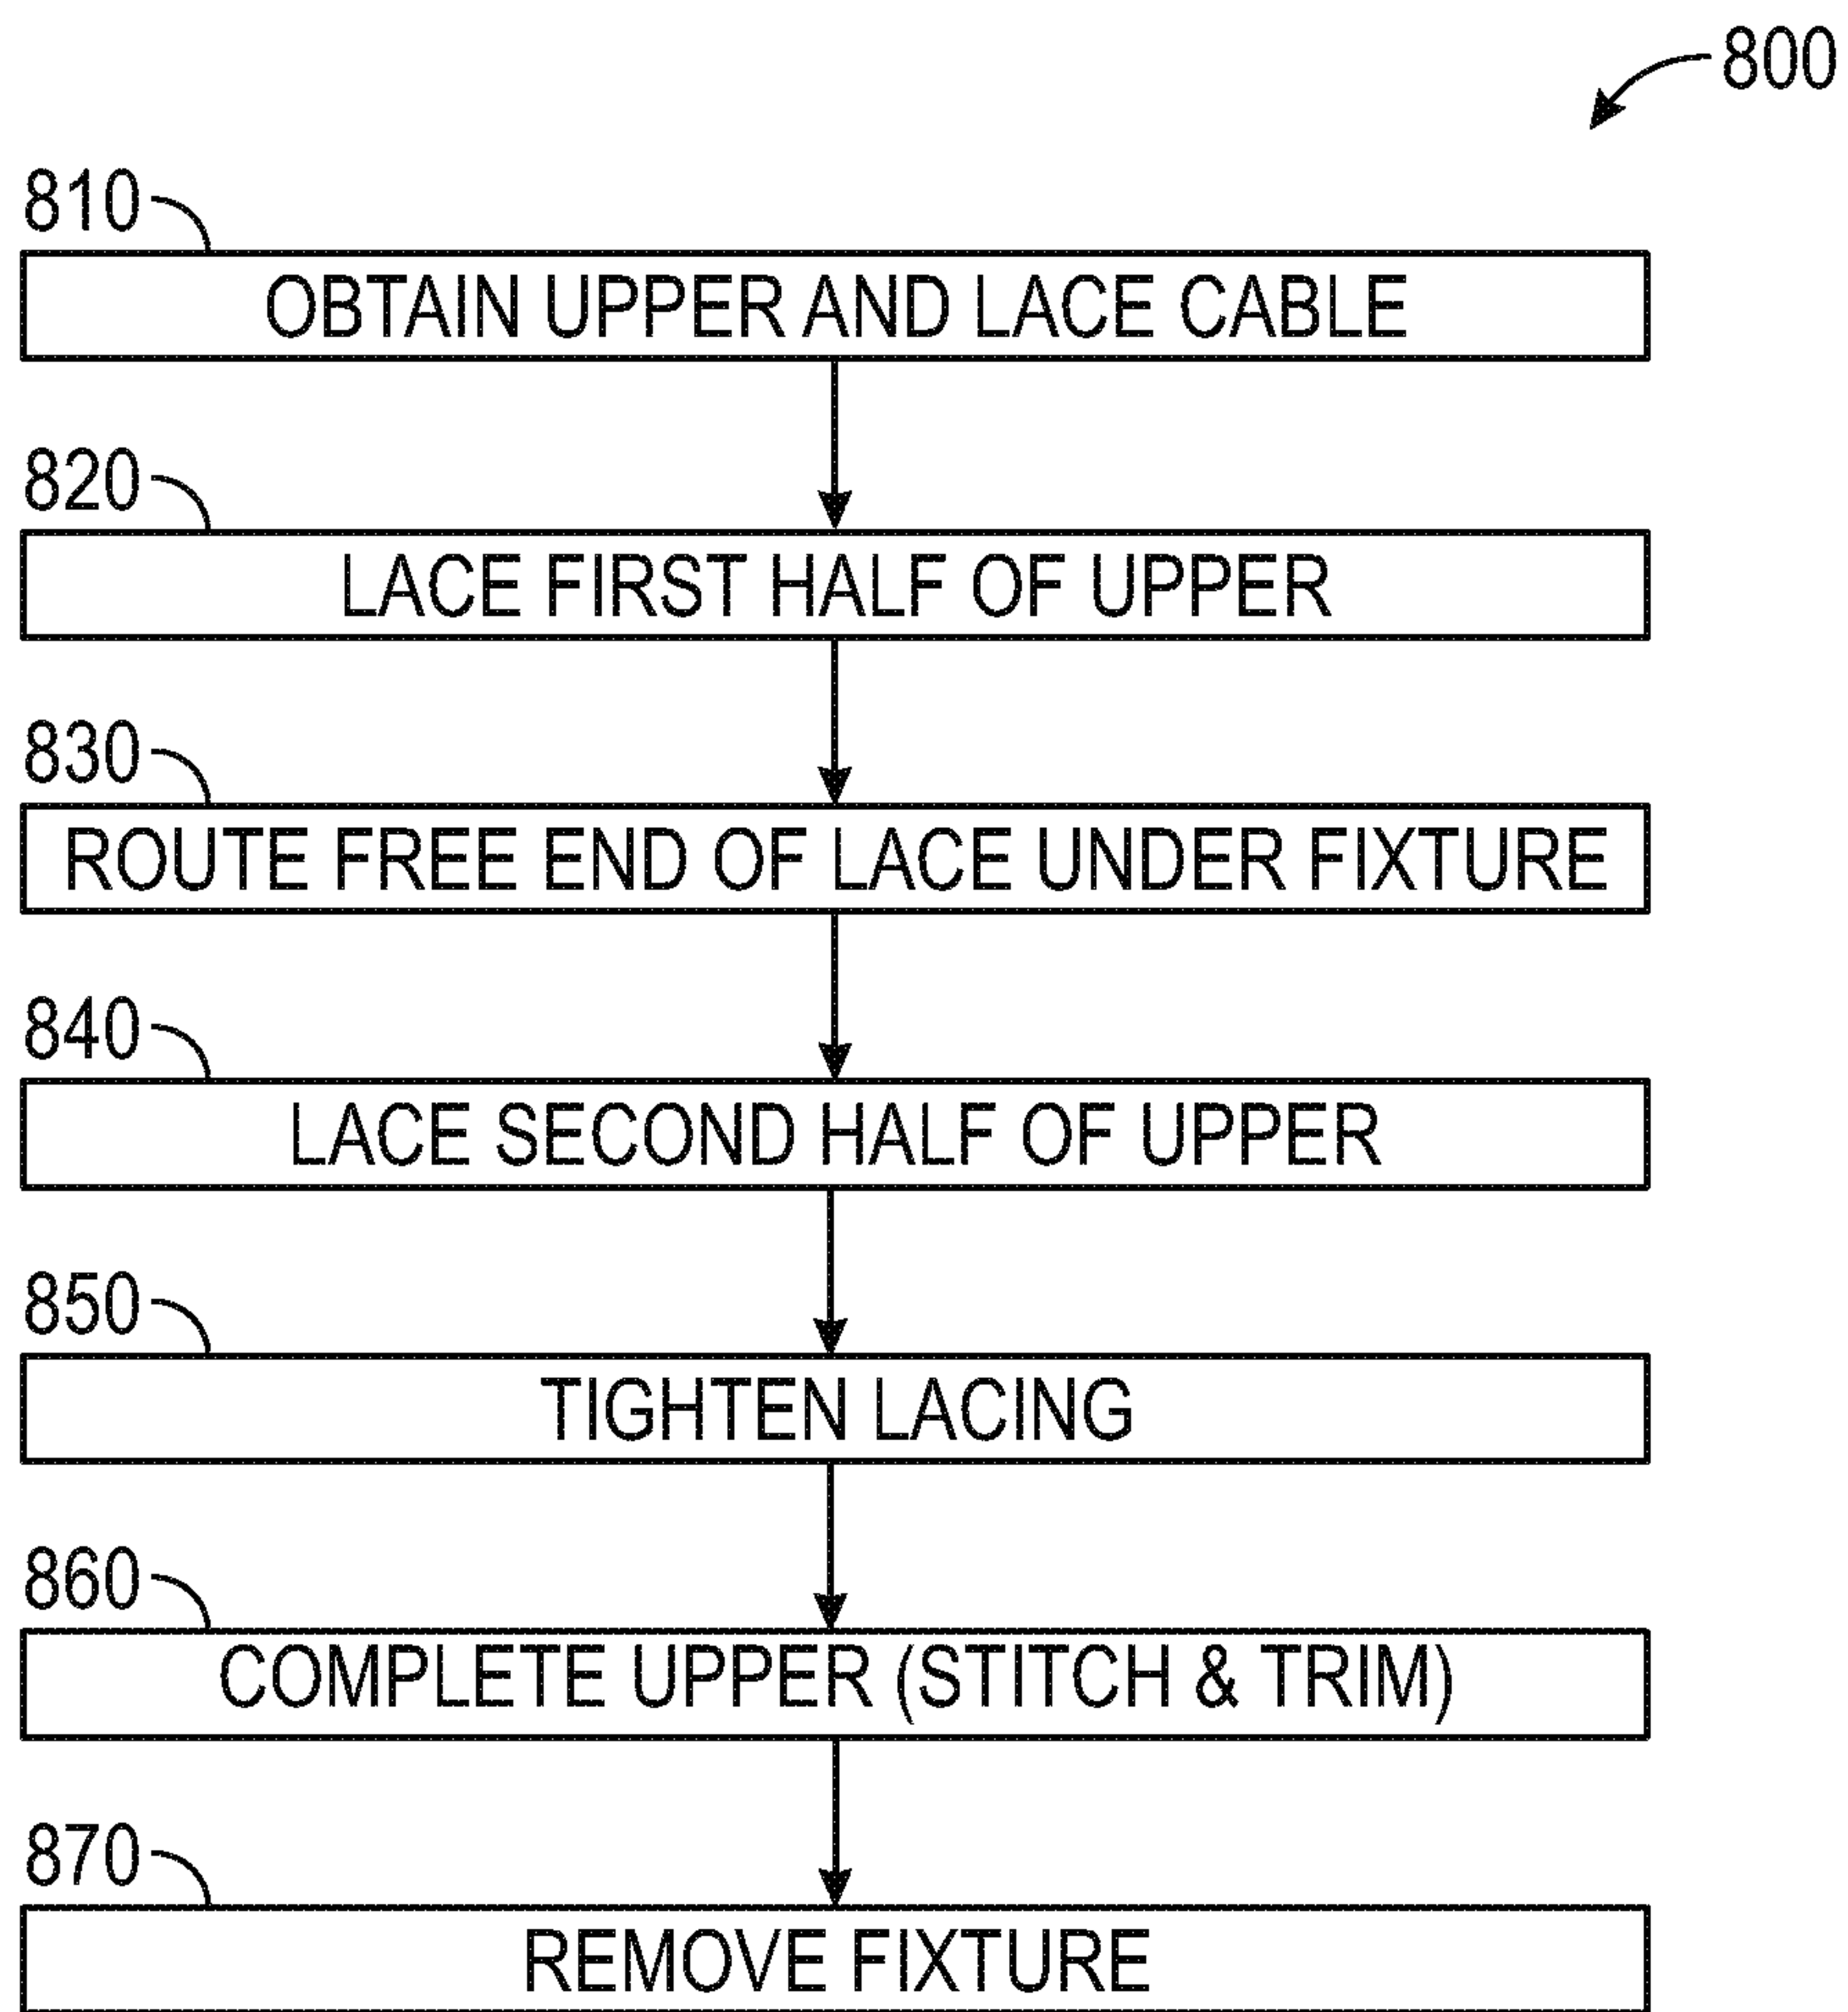 800
810
OBTAIN UPPER AND LACE CABLE
820
LACE FIRST HALF OF UPPER
830
ROUTE FREE END OF LACE UNDER FIXTURE
840
LACE SECOND HALF OF UPPER
850
TIGHTEN LACING
860
COMPLETE UPPER (STITCH & TRIM)
870
REMOVE FIXTURE